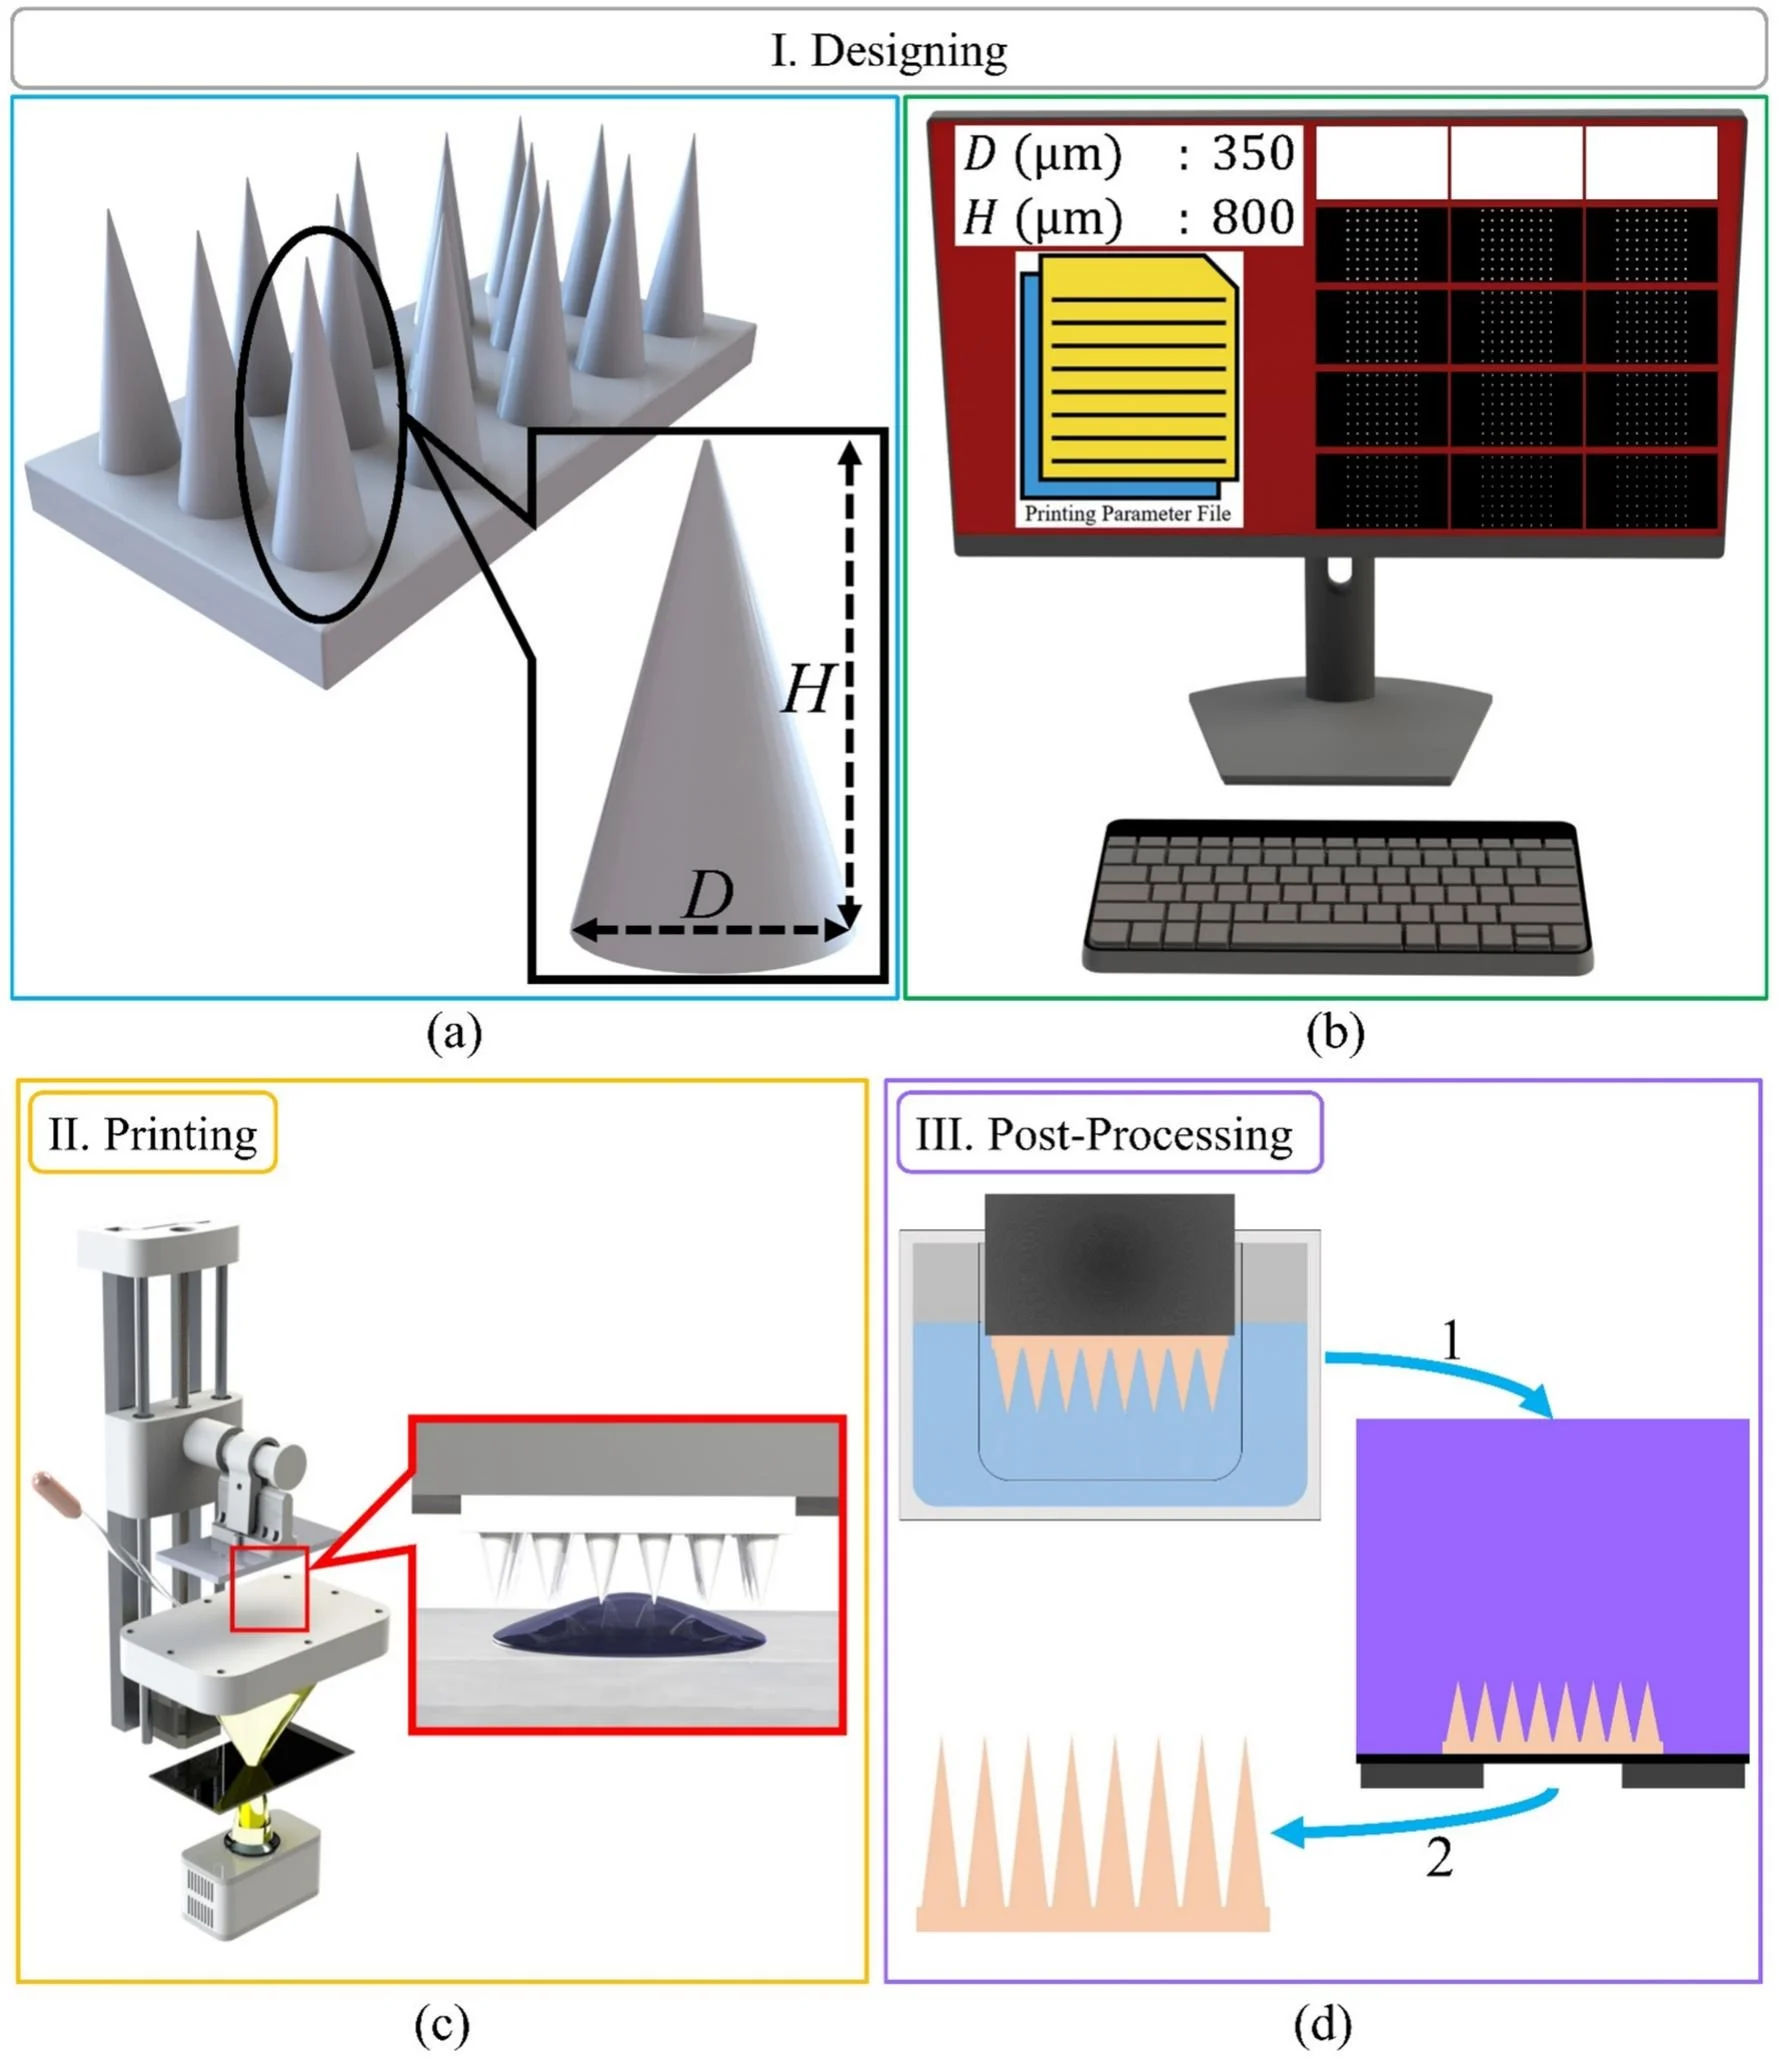 I. Designing
H
D
(a)
D (μm) : 350
H (μm) : 800
Printing Parameter File
(b)
II. Printing
(c)
III. Post-Processing
1
2
(d)